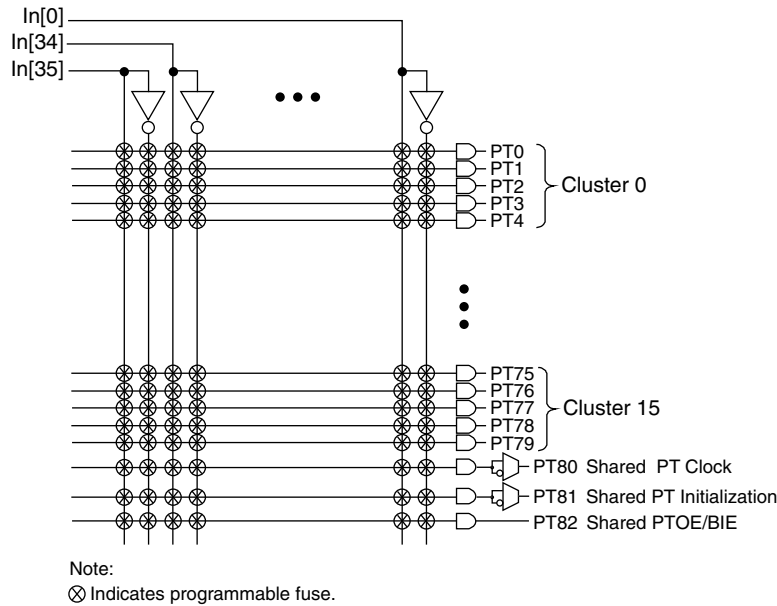 In[0]
In[34]
In[35]
PT0
PT1
PT2
PT3
PT4
Cluster 0
PT75
PT76
PT77
PT78
PT79
Cluster 15
PT80 Shared PT Clock
PT81 Shared PT Initialization
PT82 Shared PTOE/BIE
Note:
Indicates programmable fuse.